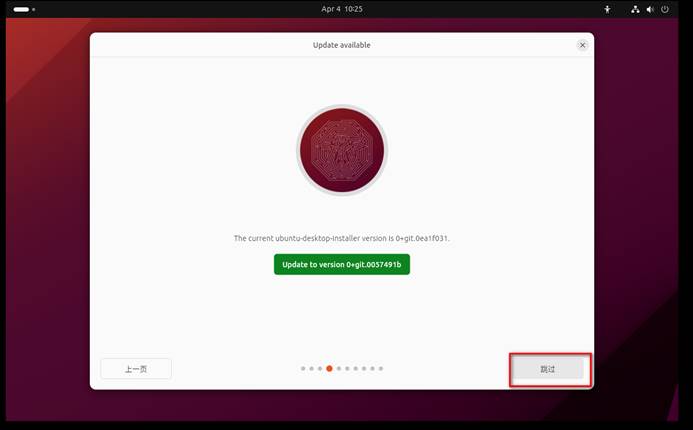 Apr 4 10:25
Update available
The current ubuntu-desktop-installer version is 0+git.0ea1f031.
Update to version 0+git.0057491b
上一页
跳过